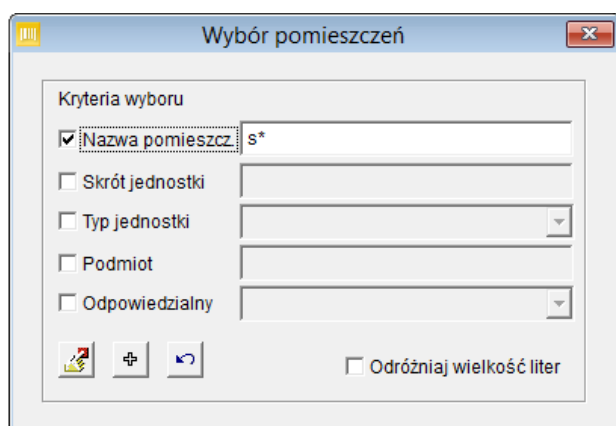 Wybór pomieszczeń
Kryteria wyboru
Nazwa pomieszcz. s*
Skrót jednostki
Typ jednostki
Podmiot
Odpowiedzialny
Odróżniaj wielkość liter